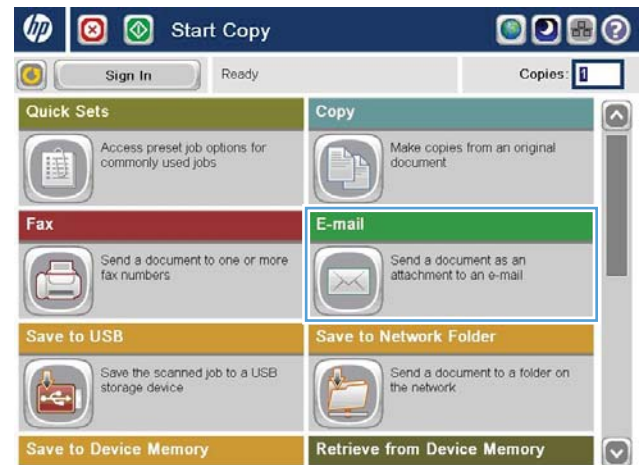 hp
Start Copy
?
Sign In
Ready
Copies: 1
Quick Sets
Access preset job options for
commonly used jobs
Copy
Make copies from an original
document
Fax
Send a document to one or more
fax numbers
E-mail
Send a document as an
attachment to an e-mail
Save to USB
Save the scanned job to a USB
storage device
Save to Network Folder
Send a document to a folder on
the network
Save to Device Memory
Retrieve from Device Memory